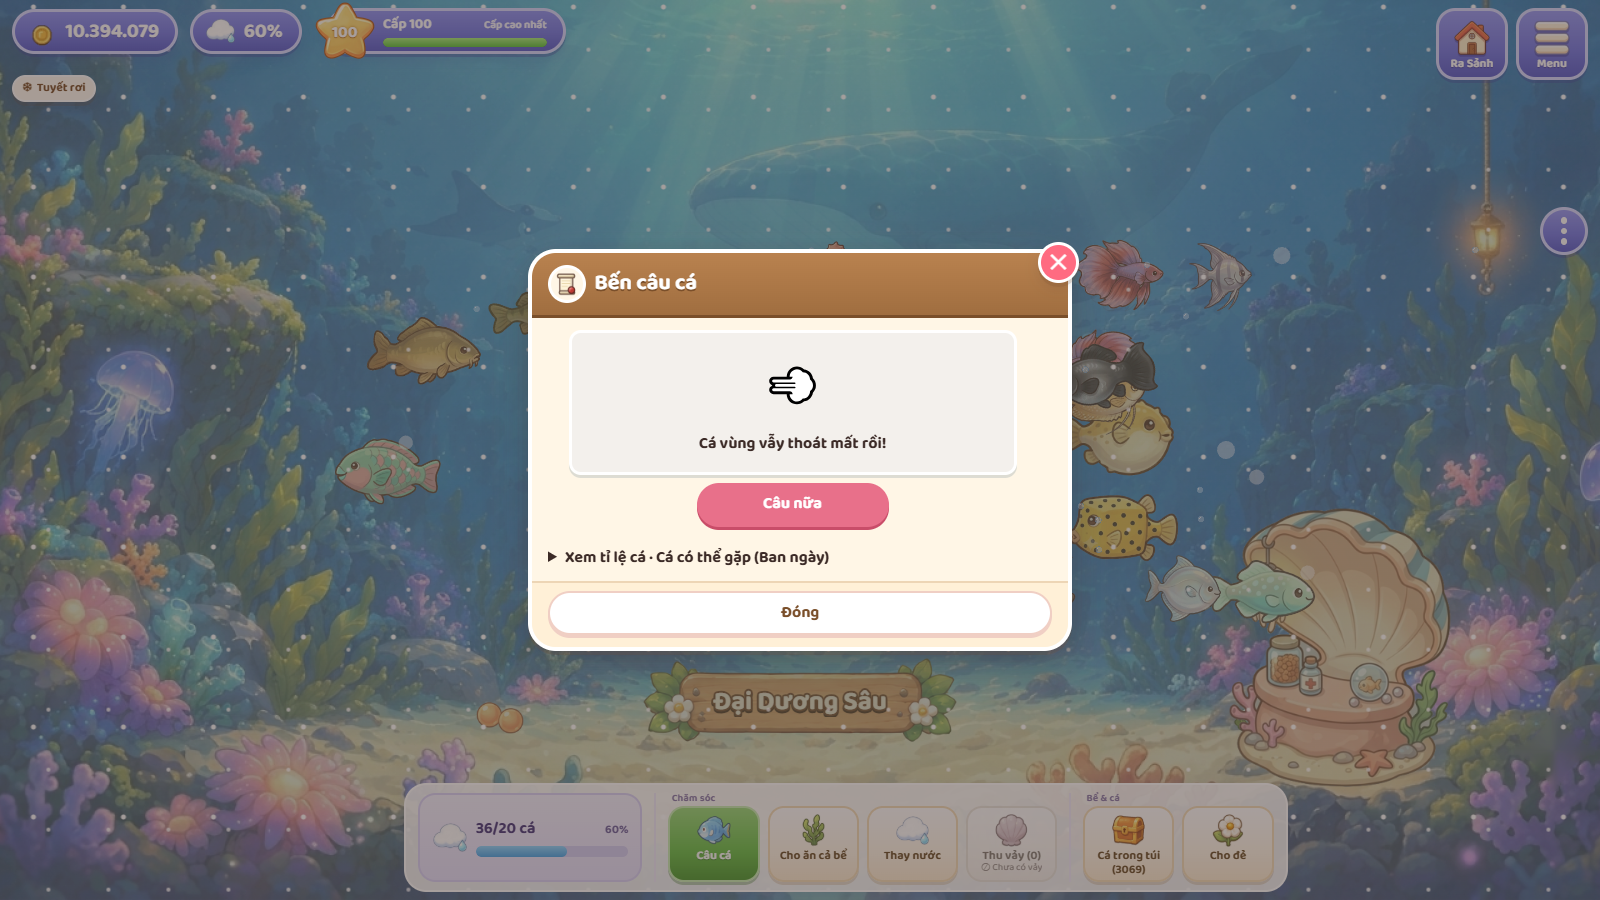 10.394.079
60%
100
Cấp 100
Cấp cao nhất
Ra Sảnh
Menu
Tuyết rơi
Bến câu cá
Cá vùng vẫy thoát mất rồi!
Câu nữa
Xem tỉ lệ cá · Cá có thể gặp (Ban ngày)
Đóng
Đại Dương Sâu
36/20 cá
60%
Chăm sóc
Câu cá
Cho ăn cả bể
Thay nước
Thu vảy (0)
Chưa có vảy
Bể & cá
Cá trong túi
(3069)
Cho đẻ